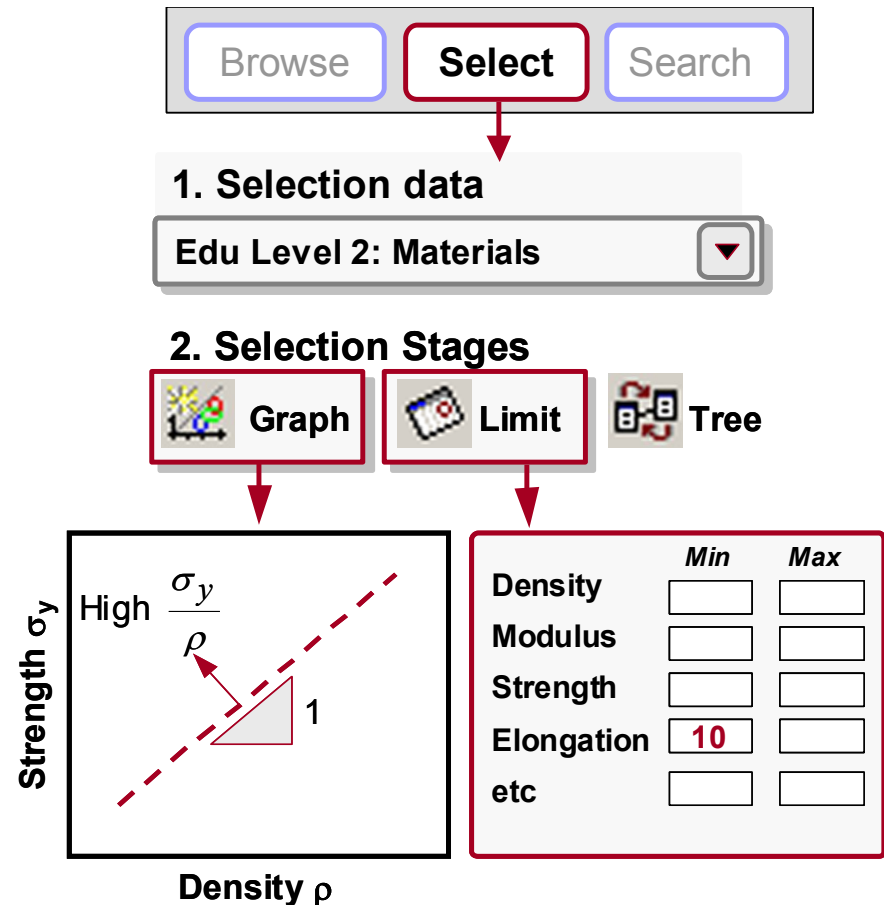 Browse Select Search
1. Selection data
Edu Level 2: Materials
2. Selection Stages
Graph Limit Tree
High σy/ρ
1
Strength σy
Density ρ
Min Max
Density
Modulus
Strength
Elongation 10
etc